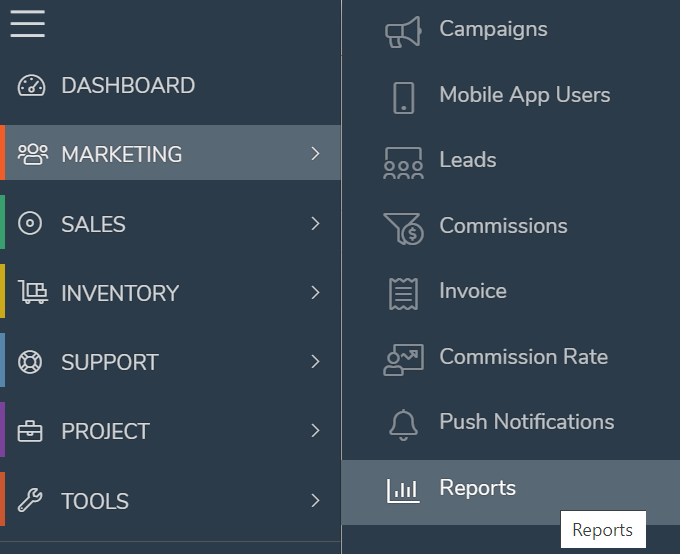 DASHBOARD
MARKETING
SALES
INVENTORY
SUPPORT
PROJECT
TOOLS
Campaigns
Mobile App Users
Leads
Commissions
Invoice
Commission Rate
Push Notifications
Reports
Reports